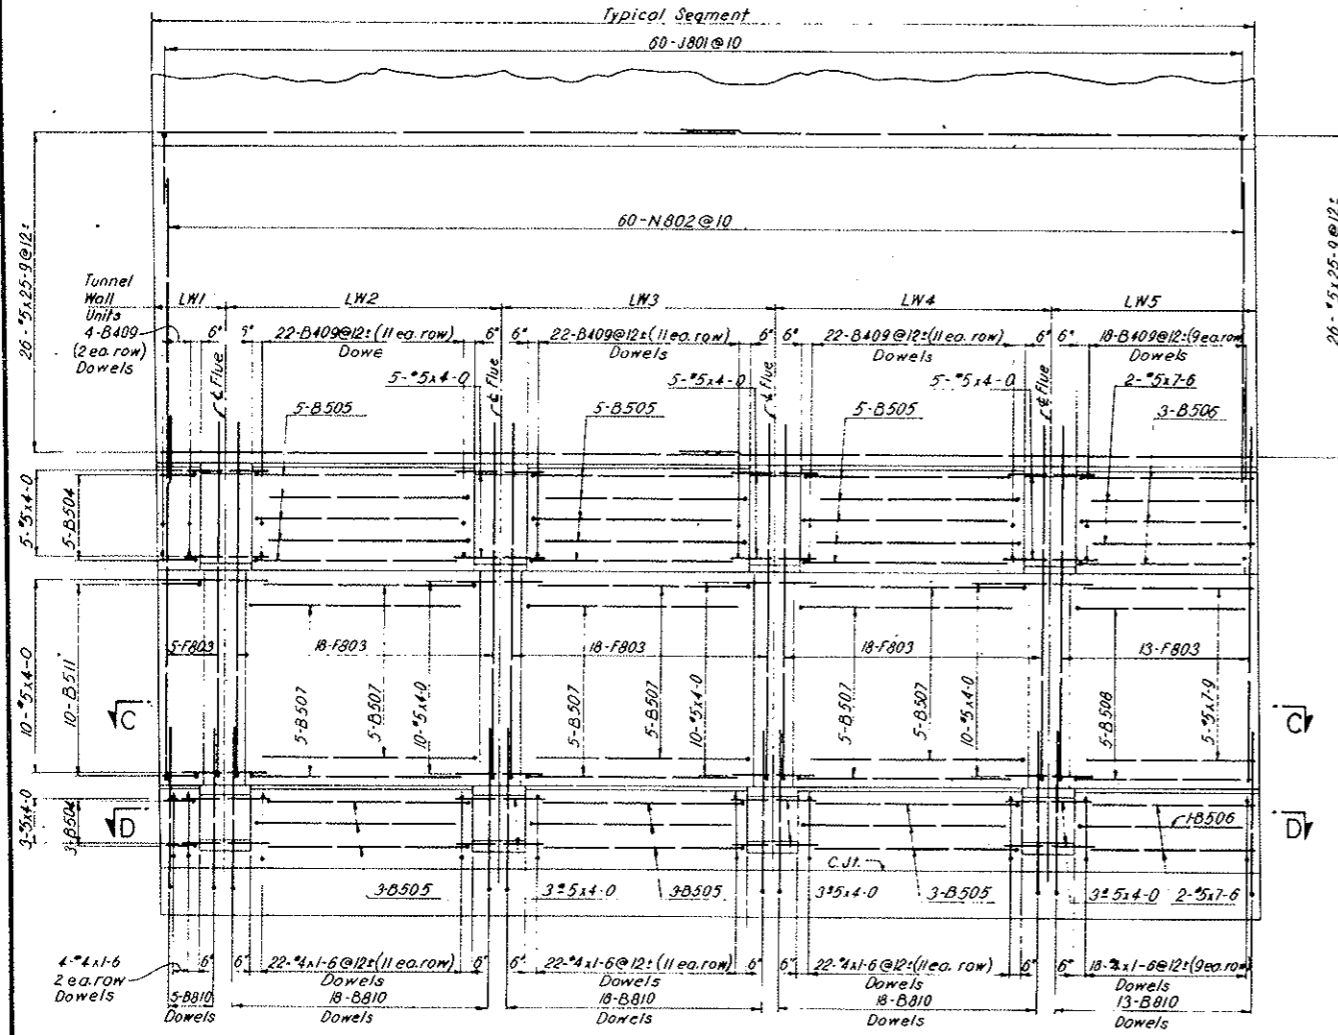 Typical Segment
60-J801@10
60-N802@10
26-#5x25-9@12±
26-#5x25-9@12±
Tunnel
Wall
Units
LW1
LW2
LW3
LW4
LW5
4-B409
(2 ea. row)
Dowels
6"
5"
22-B409@12±(11 ea. row)
Dowe
6"
6"
22-B409@12±(11 ea. row)
Dowels
6"
6"
22-B409@12±(11 ea. row)
Dowels
6"
6"
18-B409@12±(9 ea. row
Dowels
℄ Flue
℄ Flue
℄ Flue
℄ Flue
5-#5x4-0
5-#5x4-0
5-#5x4-0
2-#5x7-6
5-B505
5-B505
5-B505
3-B506
5-#5x4-0
5-B504
5-F803
18-F803
18-F803
18-F803
13-F803
10-#5x4-0
10-B511
5-B507
5-B507
10-#5x4-0
5-B507
5-B507
10-#5x4-0
5-B507
5-B507
10-#5x4-0
5-B508
5-#5x7-9
C
C
3-#5x4-0
3-B504
D
D
1-B506
C.Jt.
3-B505
3-#5x4-0
3-B505
3#5x4-0
3-B505
3-#5x4-0
2-#5x7-6
4-#4x1-6
2 ea. row
Dowels
6"
6"
22-#4x1-6@12±(11 ea. row)
Dowels
6"
6"
22-#4x1-6@12±(11 ea. row)
Dowels
6"
6"
22-#4x1-6@12±(11 ea. row)
Dowels
6"
6"
18-#4x1-6@12±(9 ea. row
Dowels
5-B810
Dowels
18-B810
Dowels
18-B810
Dowels
18-B810
Dowels
13-B810
Dowels